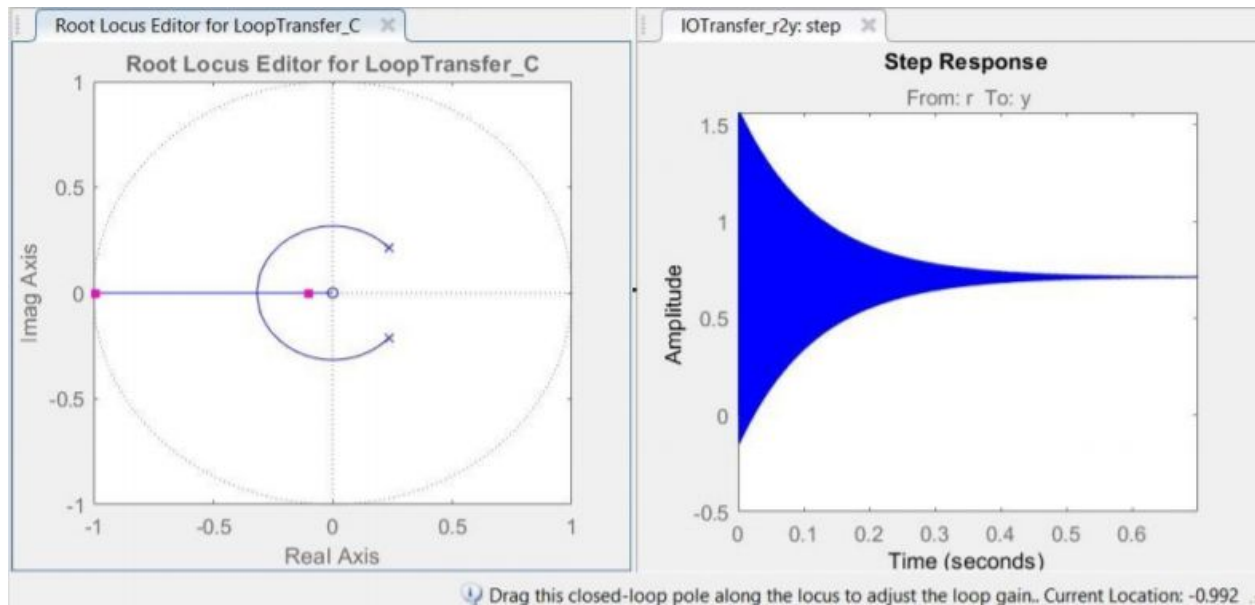 Root Locus Editor for LoopTransfer_C
IOTransfer_r2y: step
Root Locus Editor for LoopTransfer_C
1
0.5
0
-0.5
-1
Imag Axis
-1 -0.5 0 0.5 1
Real Axis
Step Response
From: r To: y
1.5
1
0.5
0
-0.5
Amplitude
0 0.1 0.2 0.3 0.4 0.5 0.6
Time (seconds)
Drag this closed-loop pole along the locus to adjust the loop gain.. Current Location: -0.992